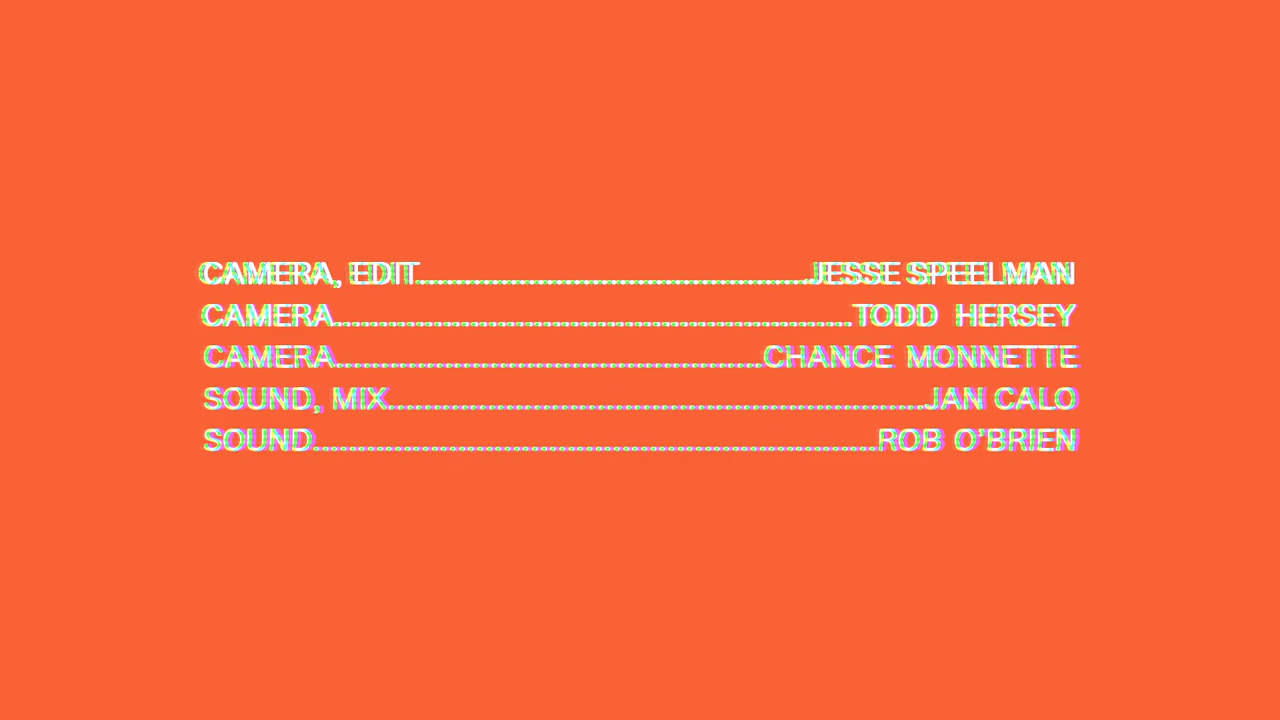 CAMERA, EDIT...........................................JESSE SPEELMAN
CAMERA.........................................................TODD HERSEY
CAMERA...............................................CHANCE MONNETTE
SOUND, MIX...........................................................JAN CALO
SOUND..............................................................ROB O'BRIEN